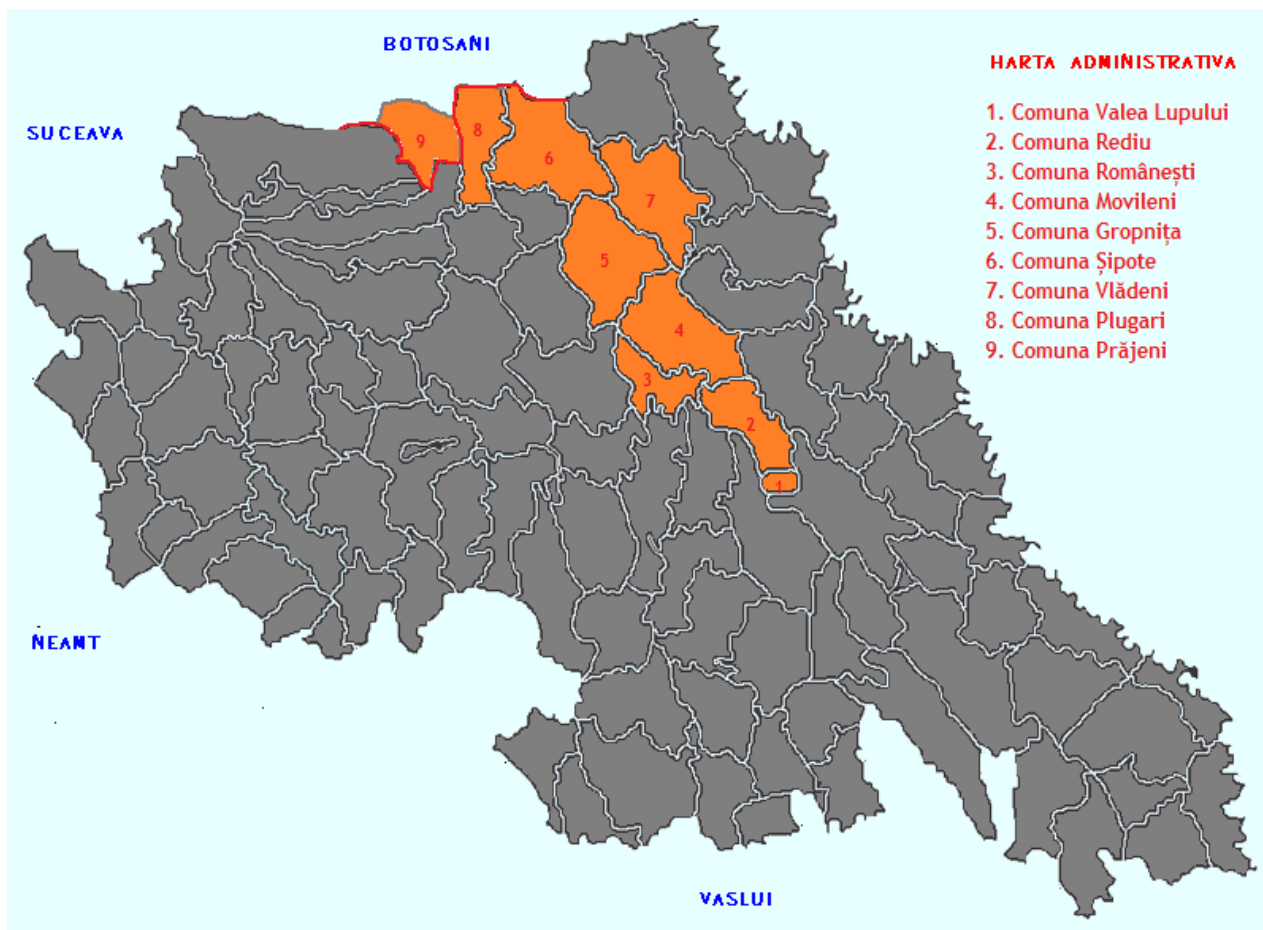 BOTOSANI
HARTA ADMINISTRATIVA
1. Comuna Valea Lupului
2. Comuna Rediu
3. Comuna Românești
4. Comuna Movileni
5. Comuna Gropnița
6. Comuna Șipote
7. Comuna Vlădeni
8. Comuna Plugari
9. Comuna Prăjeni
SUCEAVA
9
8
6
7
5
4
3
2
1
NEAMT
VASLUI